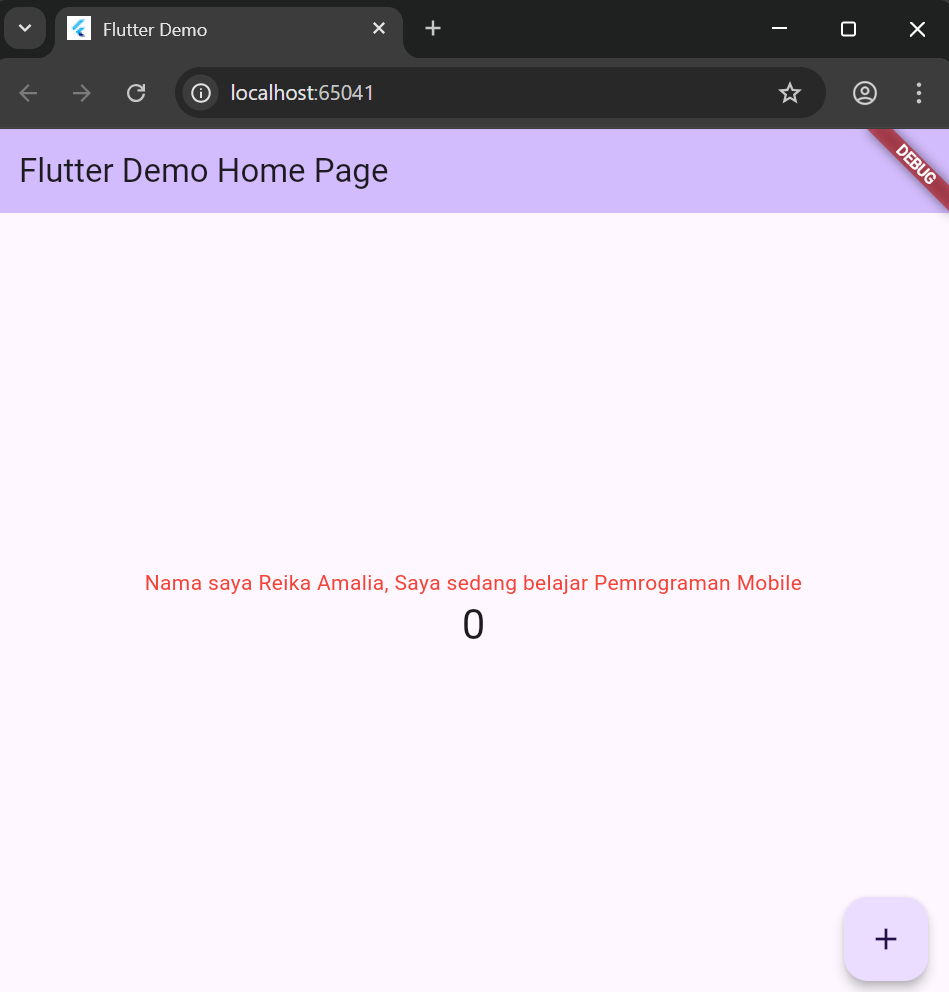 Flutter Demo
localhost:65041
Flutter Demo Home Page
DEBUG
Nama saya Reika Amalia, Saya sedang belajar Pemrograman Mobile
0